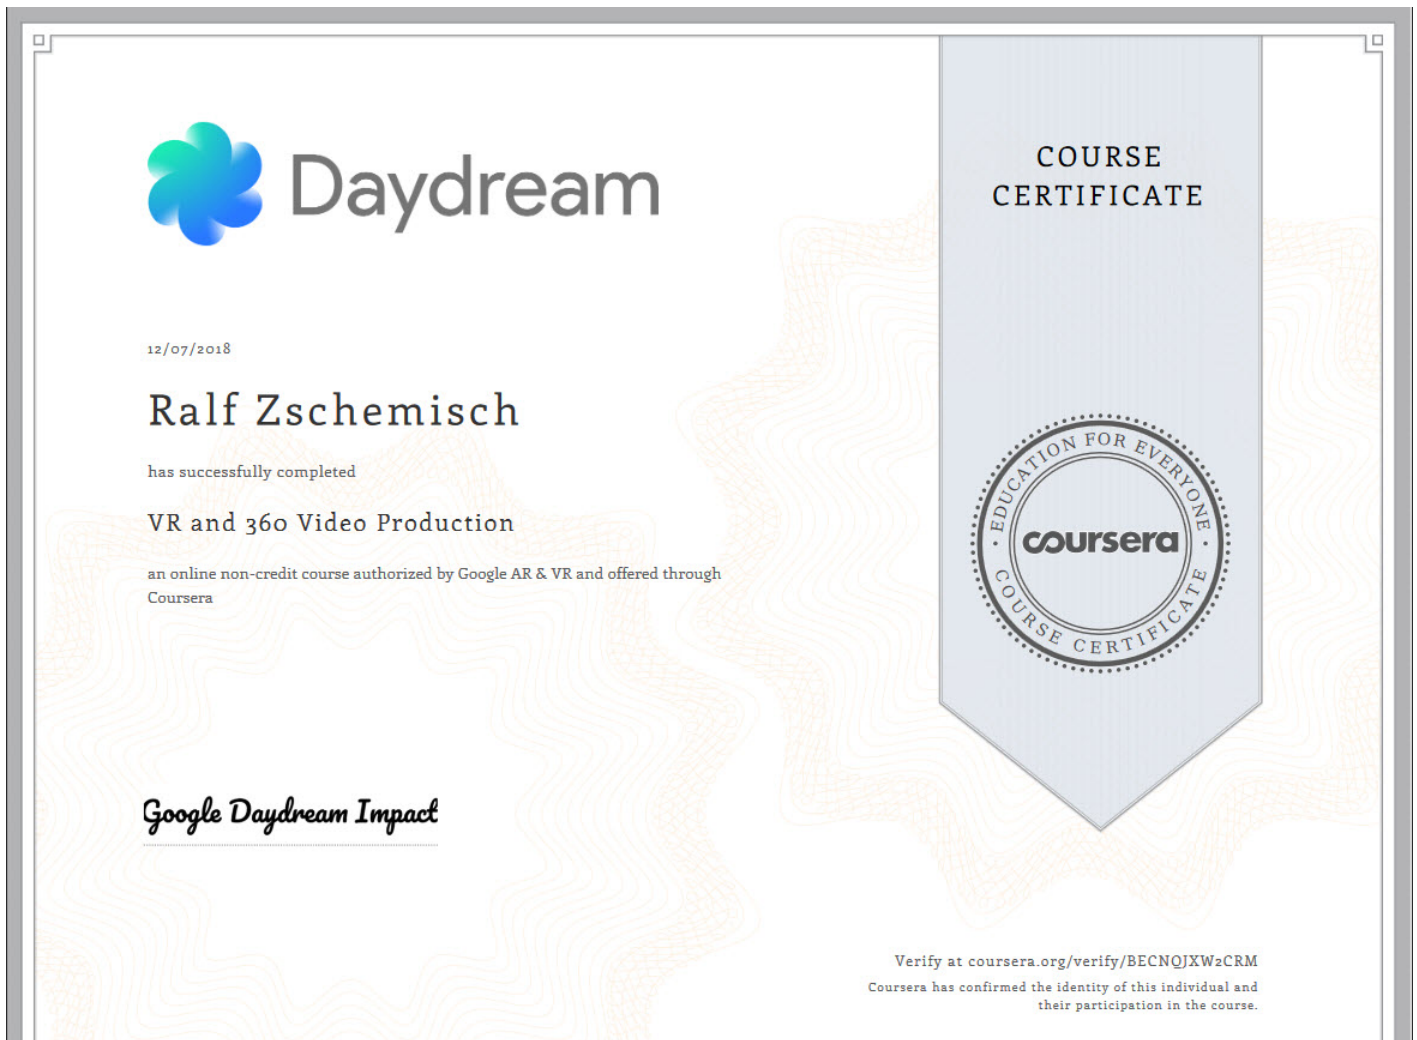 Daydream
COURSE
CERTIFICATE
12/07/2018
Ralf Zschemisch
has successfully completed
VR and 360 Video Production
an online non-credit course authorized by Google AR & VR and offered through
Coursera
EDUCATION FOR EVERYONE
coursera
COURSE CERTIFICATE
Google Daydream Impact
Verify at coursera.org/verify/BECNQJXW2CRM
Coursera has confirmed the identity of this individual and
their participation in the course.